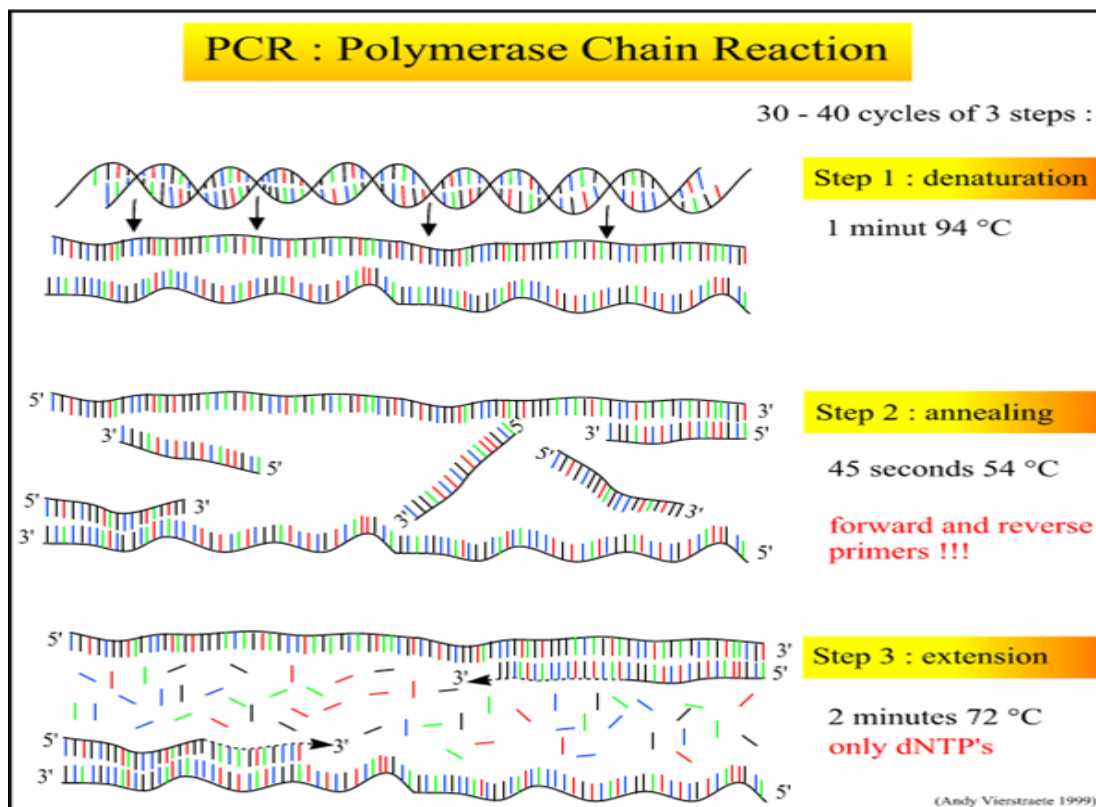 PCR : Polymerase Chain Reaction
30 - 40 cycles of 3 steps :
Step 1 : denaturation
1 minut 94 °C
5'
3'
Step 2 : annealing
3'
5'
3'
5'
5'
45 seconds 54 °C
5'
3'
3'
3'
3'
5'
forward and reverse
primers !!!
5'
3'
Step 3 : extension
3'
5'
2 minutes 72 °C
5'
3'
only dNTP's
3'
5'
(Andy Vierstraete 1999)